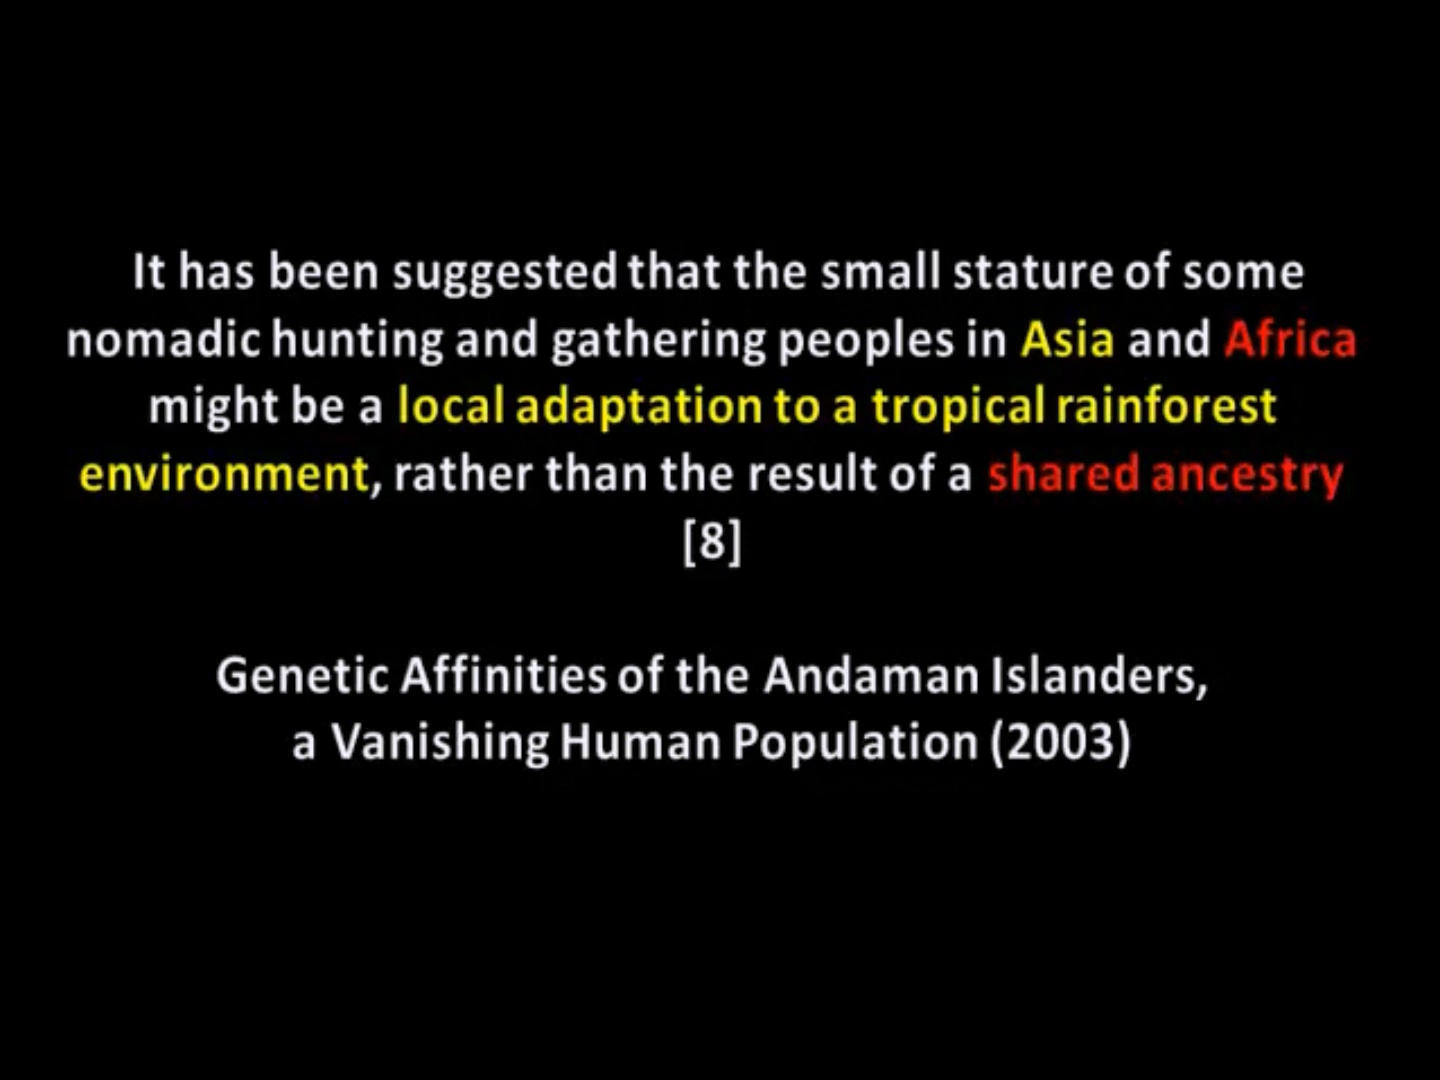 It has been suggested that the small stature of some
nomadic hunting and gathering peoples in Asia and Africa
might be a local adaptation to a tropical rainforest
environment, rather than the result of a shared ancestry
[8]
Genetic Affinities of the Andaman Islanders,
a Vanishing Human Population (2003)